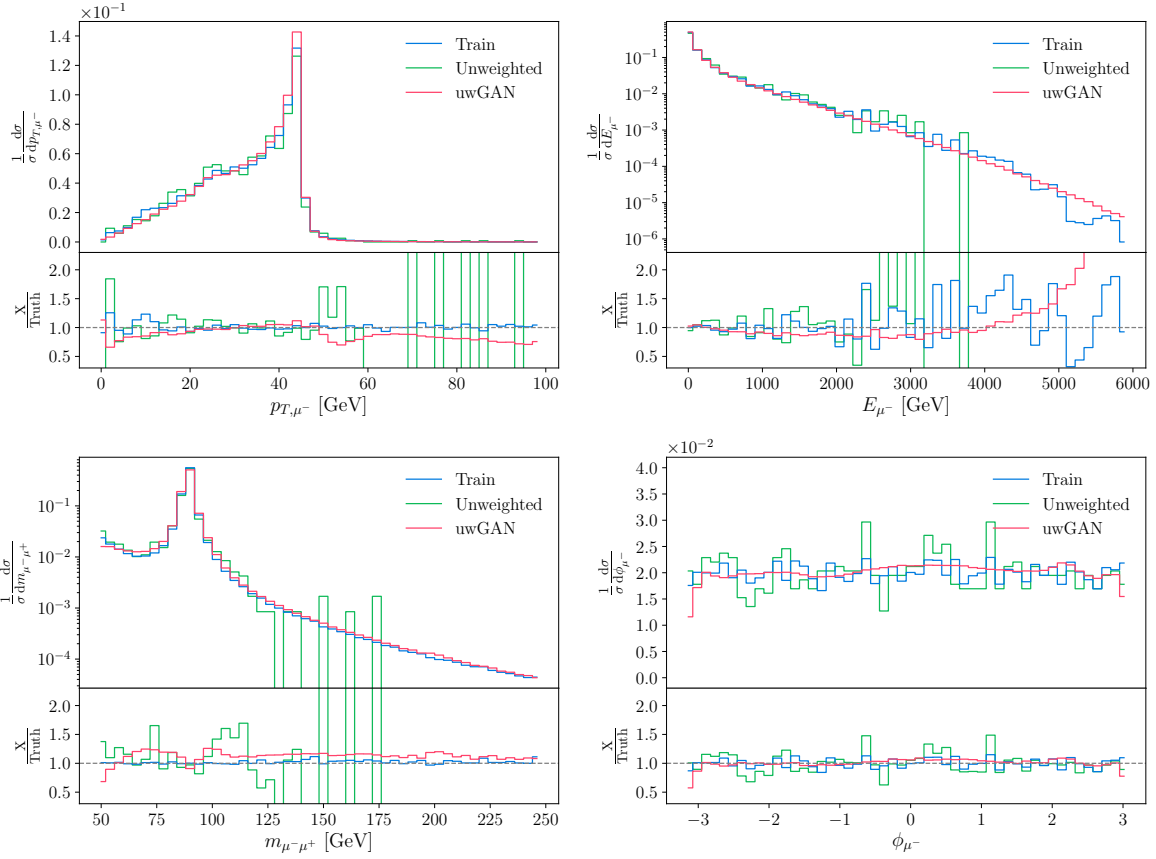 ×10⁻¹
1.4
1.2
1.0
0.8
0.6
0.4
0.2
0.0
1/σ dσ/dp_{T,μ⁻}
Train
Unweighted
uwGAN
2.0
1.5
1.0
0.5
X/Truth
0 20 40 60 80 100
p_{T,μ⁻} [GeV]
10⁻¹
10⁻²
10⁻³
10⁻⁴
10⁻⁵
10⁻⁶
1/σ dσ/dE_{μ⁻}
Train
Unweighted
uwGAN
2.0
1.5
1.0
0.5
X/Truth
0 1000 2000 3000 4000 5000 6000
E_{μ⁻} [GeV]
10⁻¹
10⁻²
10⁻³
10⁻⁴
1/σ dσ/dm_{μ⁻μ⁺}
Train
Unweighted
uwGAN
2.0
1.5
1.0
0.5
X/Truth
50 75 100 125 150 175 200 225 250
m_{μ⁻μ⁺} [GeV]
×10⁻²
4.0
3.5
3.0
2.5
2.0
1.5
1.0
0.5
0.0
1/σ dσ/dϕ_{μ⁻}
Train
Unweighted
uwGAN
2.0
1.5
1.0
0.5
X/Truth
−3 −2 −1 0 1 2 3
ϕ_{μ⁻}